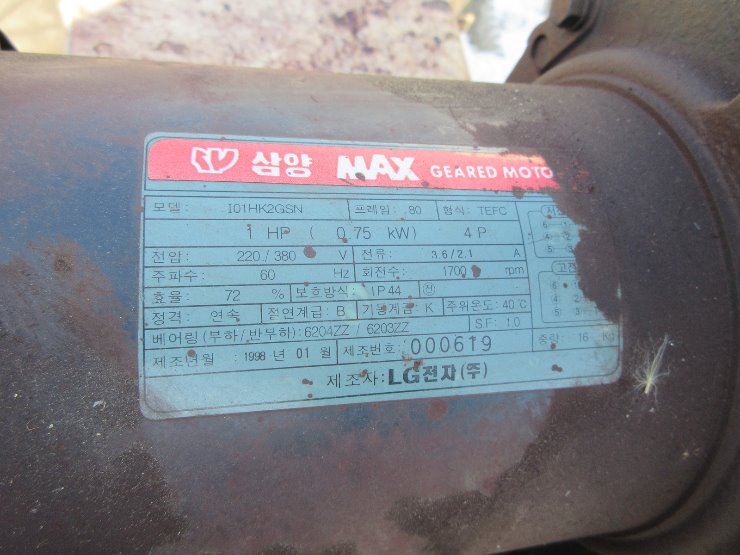 삼양 MAX GEARED MOTO
모델: I01HK2GSN 프레임: 80 형식: TEFC
1 HP ( 0.75 kW) 4 P
전압: 220/380 V 전류: 3.6/2.1 A
주파수: 60 Hz 회전수: 1700 rpm
효율: 72 % 보호방식: IP44 전
정격: 연속 절연계급: B 기동계급: K 주위온도: 40℃
베어링(부하/반부하): 6204ZZ / 6203ZZ S.F: 1.0
제조년월: 1998 년 01 월 제조번호: 000619 중량: 16 Kg
제조자: LG전자(주)